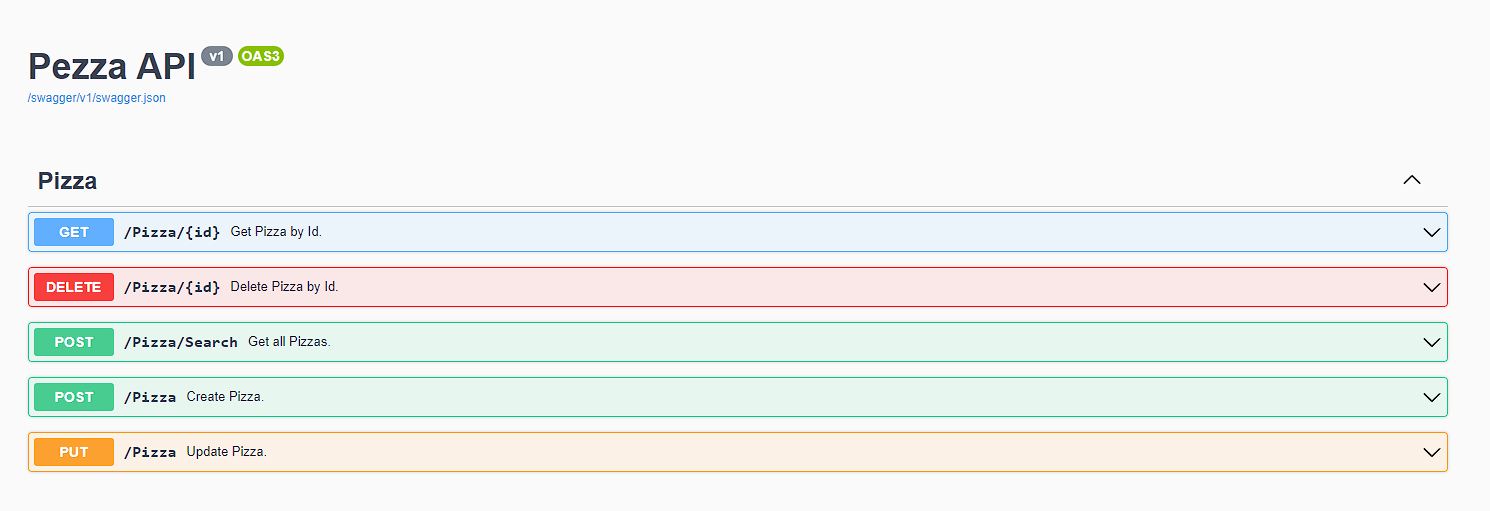 Pezza API v1 OAS3
/swagger/v1/swagger.json
Pizza
GET /Pizza/{id} Get Pizza by Id.
DELETE /Pizza/{id} Delete Pizza by Id.
POST /Pizza/Search Get all Pizzas.
POST /Pizza Create Pizza.
PUT /Pizza Update Pizza.